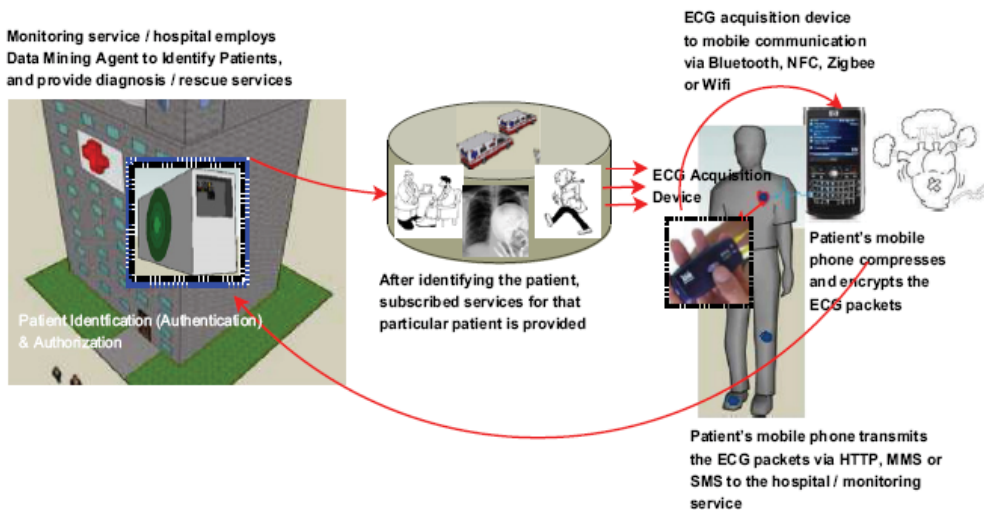 Monitoring service / hospital employs
Data Mining Agent to Identify Patients,
and provide diagnosis / rescue services
Patient Identfication (Authentication)
& Authorization
After identifying the patient,
subscribed services for that
particular patient is provided
ECG acquisition device
to mobile communication
via Bluetooth, NFC, Zigbee
or Wifi
ECG Acquisition
Device
Patient's mobile
phone compresses
and encrypts the
ECG packets
Patient's mobile phone transmits
the ECG packets via HTTP, MMS or
SMS to the hospital / monitoring
service